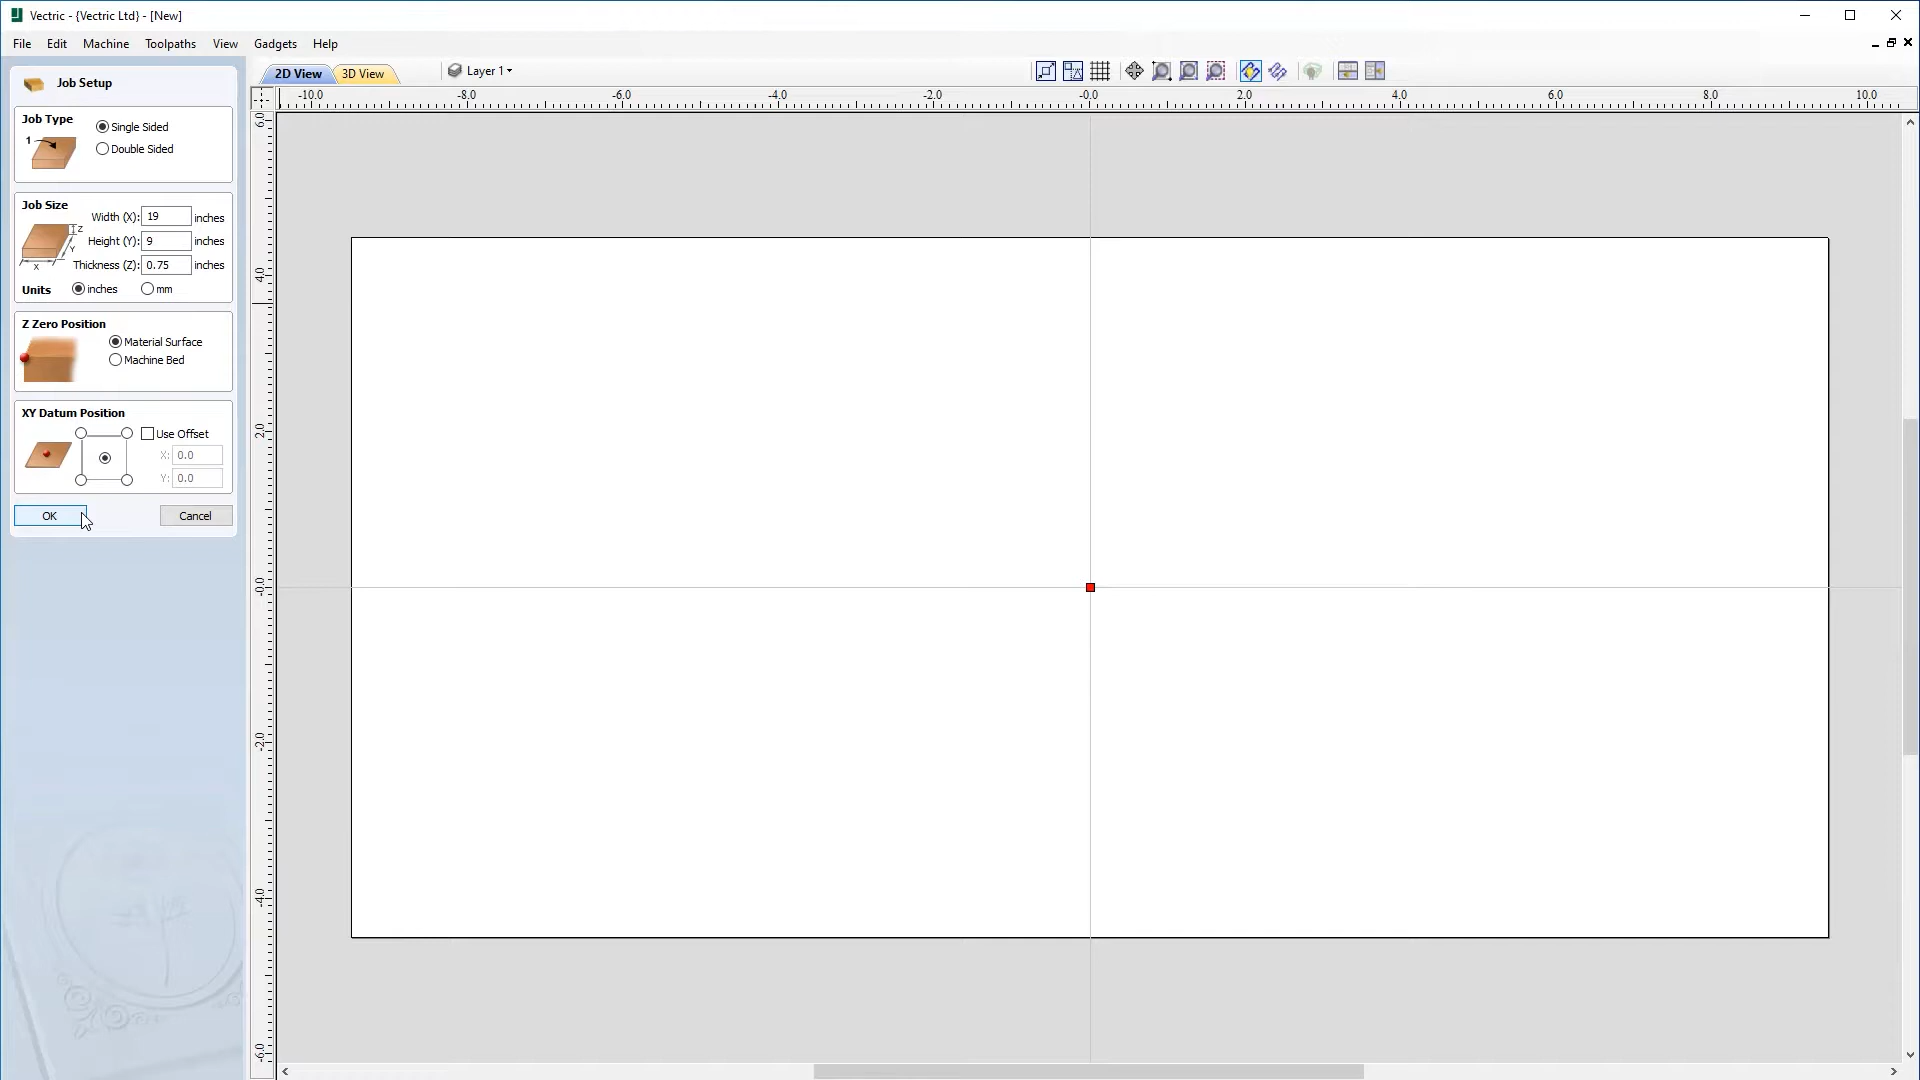 Vectric - {Vectric Ltd} - [New]
File Edit Machine Toolpaths View Gadgets Help
Job Setup
2D View 3D View Layer 1
-10.0 -8.0 -6.0 -4.0 -2.0 -0.0 2.0 4.0 6.0 8.0 10.0
6.0
4.0
2.0
-0.0
-2.0
-4.0
-6.0
Job Type
1
Single Sided
Double Sided
Job Size
Z
Y
X
Width (X): 19 inches
Height (Y): 9 inches
Thickness (Z): 0.75 inches
Units inches mm
Z Zero Position
Material Surface
Machine Bed
XY Datum Position
Use Offset
X: 0.0
Y: 0.0
OK Cancel